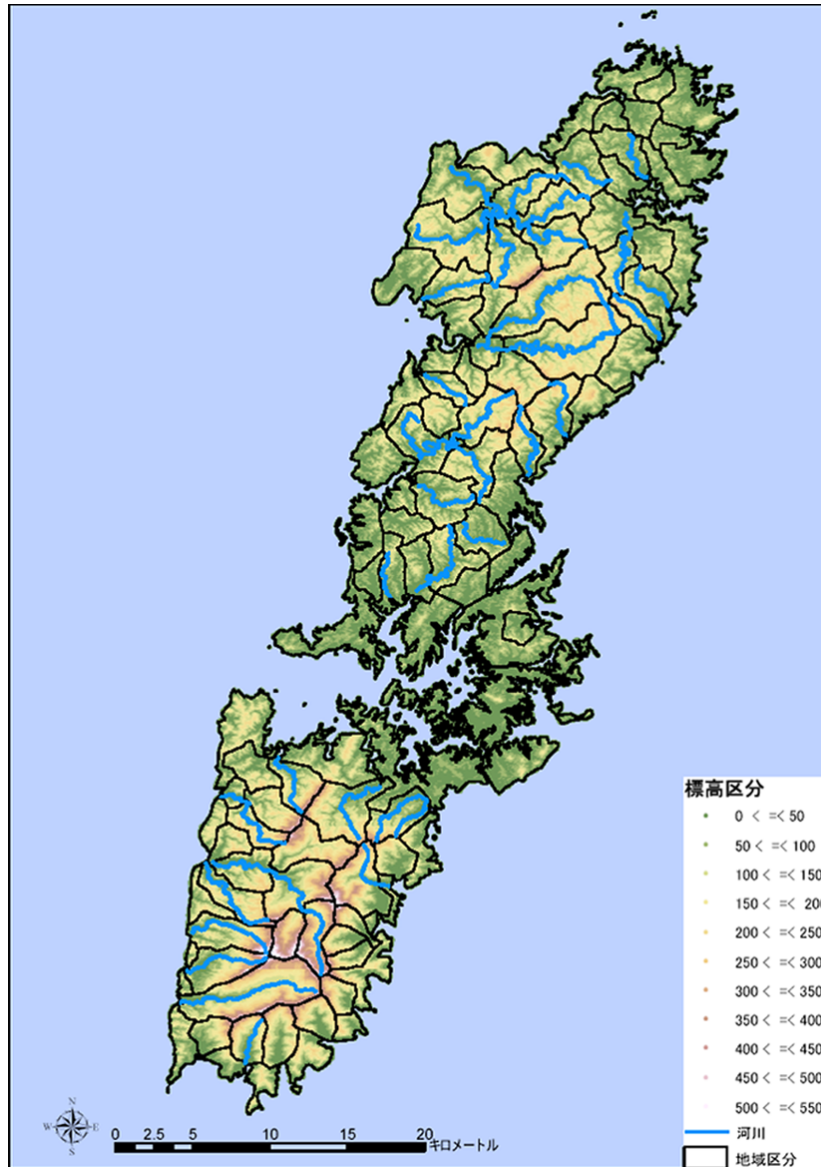 標高区分
0 < =< 50
50 < =< 100
100 < =< 150
150 < =< 200
200 < =< 250
250 < =< 300
300 < =< 350
350 < =< 400
400 < =< 450
450 < =< 500
500 < =< 550
河川
地域区分
N
W E
S
0 2.5 5 10 15 20
キロメートル